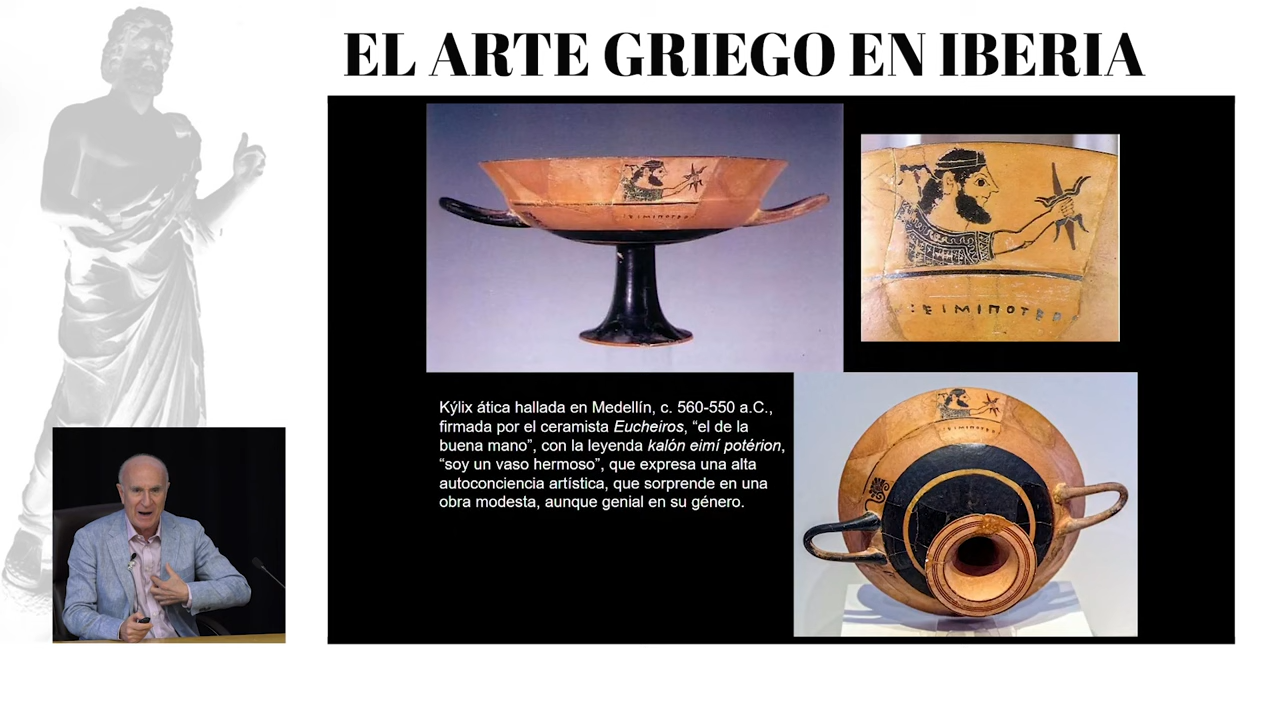 EL ARTE GRIEGO EN IBERIA
:ΕΙΜΙΠΟΤΕΡ
Kýlix ática hallada en Medellín, c. 560-550 a.C.,
firmada por el ceramista Eucheiros, “el de la
buena mano”, con la leyenda kalón eimí potérion,
“soy un vaso hermoso”, que expresa una alta
autoconciencia artística, que sorprende en una
obra modesta, aunque genial en su género.